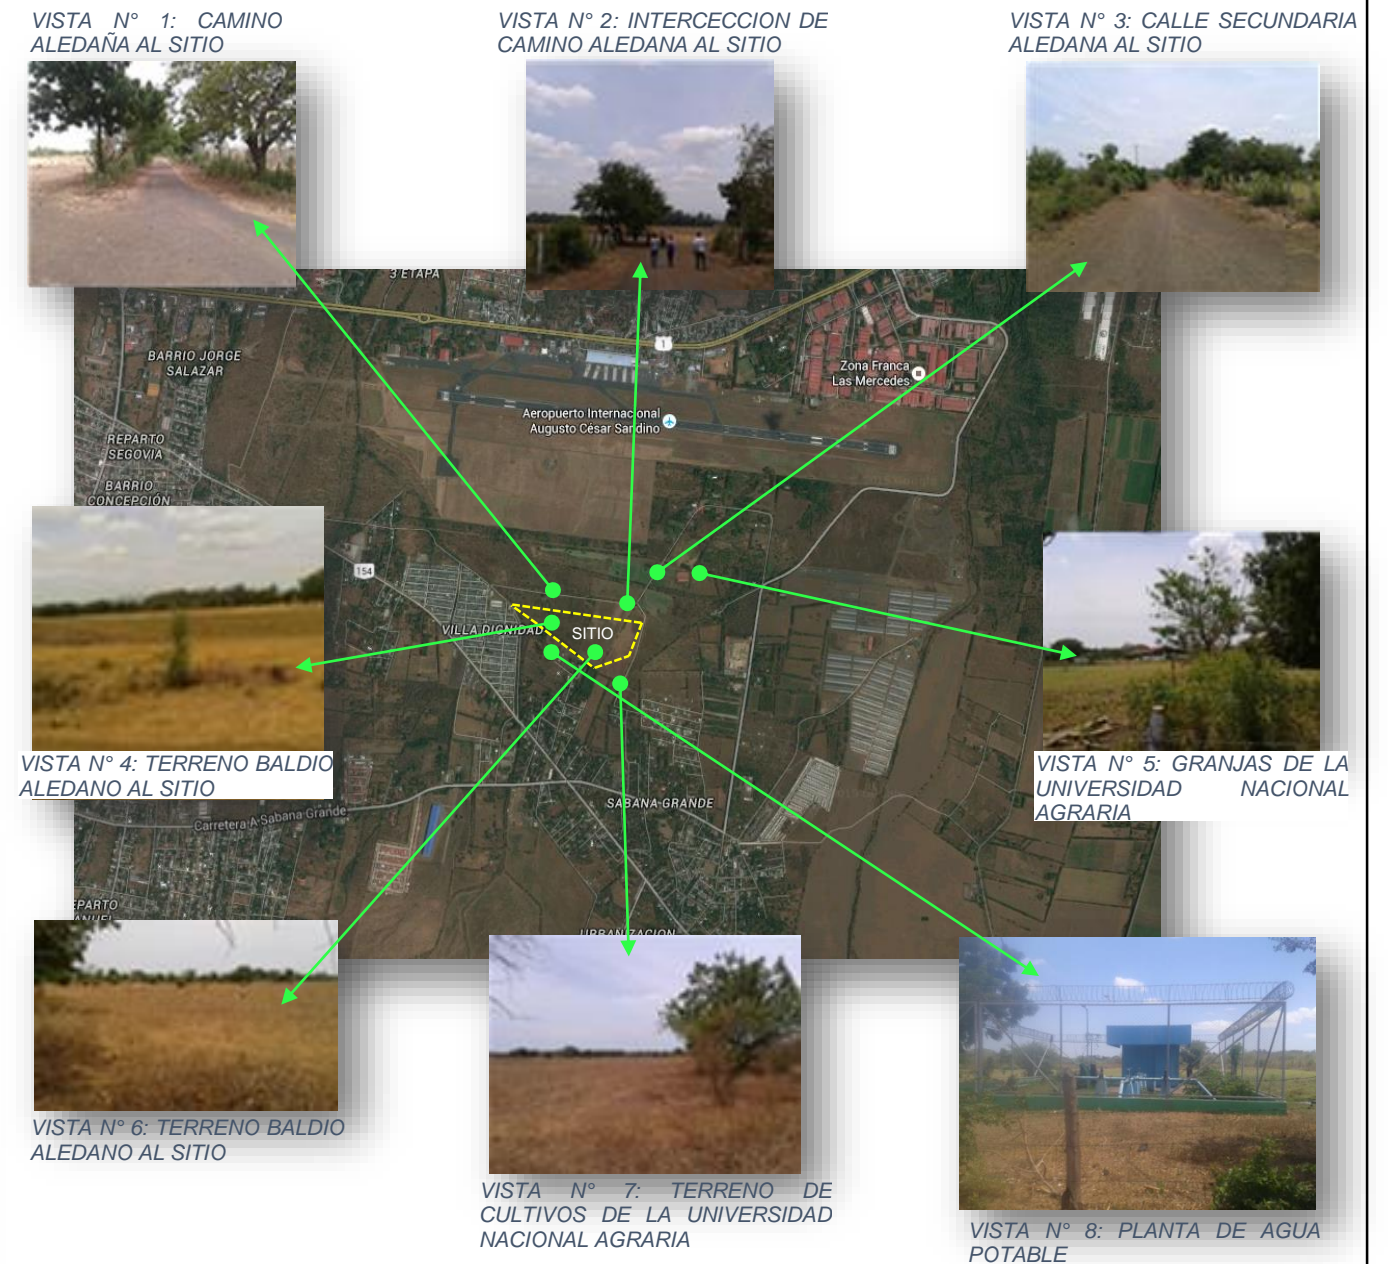 VISTA N° 1: CAMINO
ALEDAÑA AL SITIO
VISTA N° 2: INTERCECCION DE
CAMINO ALEDANA AL SITIO
VISTA N° 3: CALLE SECUNDARIA
ALEDANA AL SITIO
3 ETAPA
1
BARRIO JORGE
SALAZAR
Zona Franca
Las Mercedes
Aeropuerto Internacional
Augusto César Sandino
REPARTO
SEGOVIA
BARRIO
CONCEPCIÓN
154
VILLA DIGNIDAD
SITIO
VISTA N° 4: TERRENO BALDIO
ALEDANO AL SITIO
VISTA N° 5: GRANJAS DE LA
UNIVERSIDAD NACIONAL
AGRARIA
SABANA GRANDE
Carretera A Sabana Grande
EPARTO
ANUEL
URBANIZACION
VISTA N° 6: TERRENO BALDIO
ALEDANO AL SITIO
VISTA N° 7: TERRENO DE
CULTIVOS DE LA UNIVERSIDAD
NACIONAL AGRARIA
VISTA N° 8: PLANTA DE AGUA
POTABLE